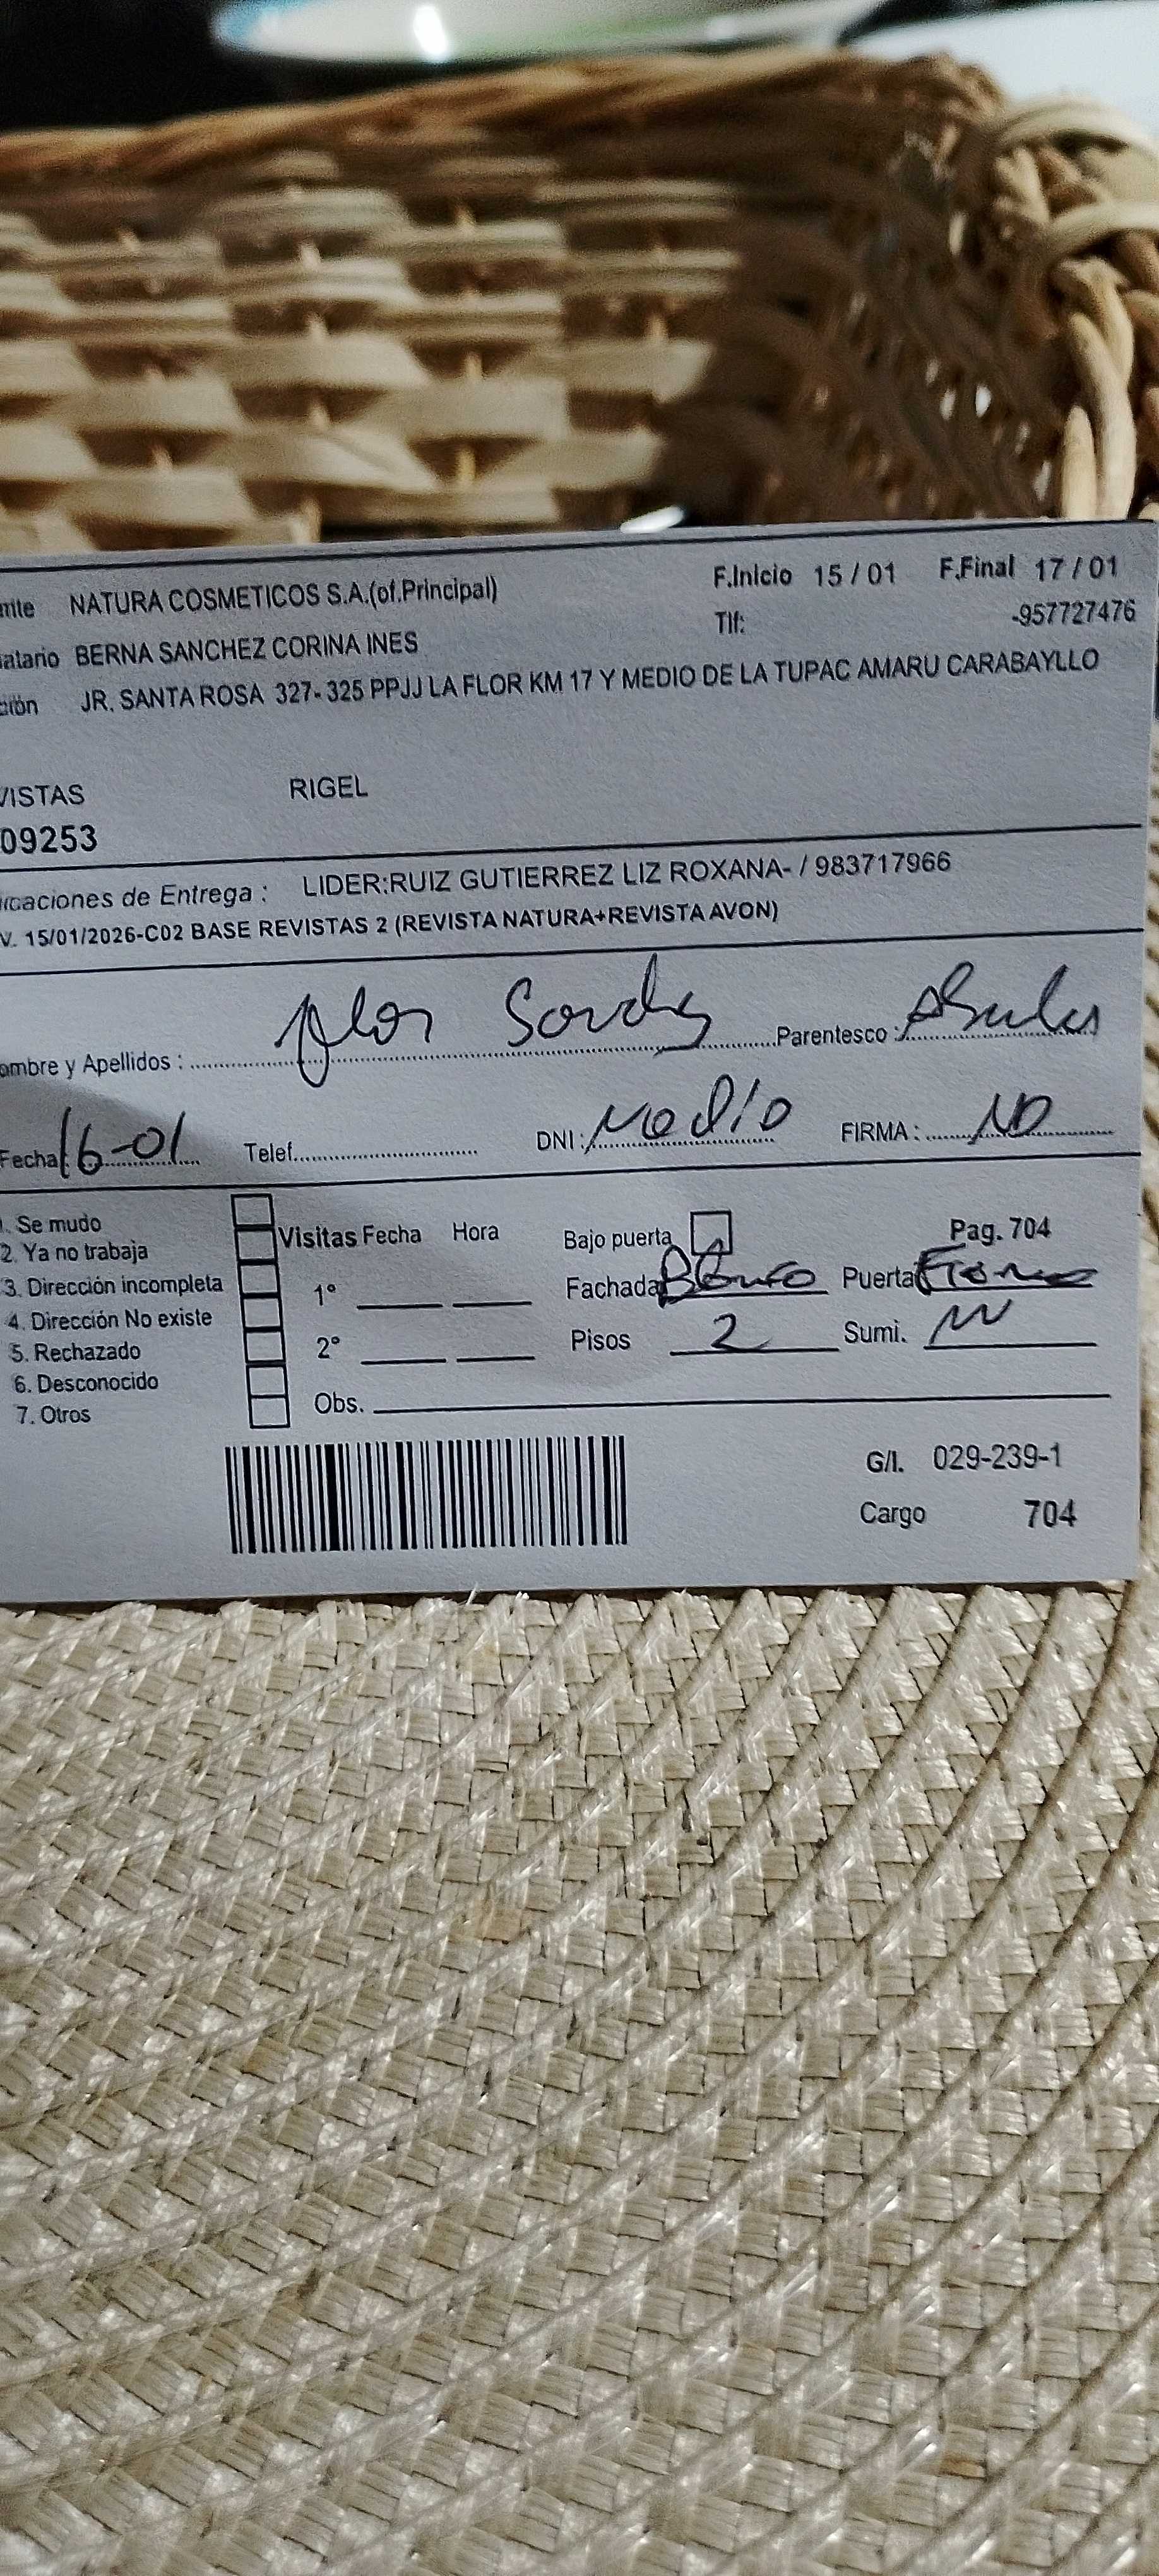 NATURA COSMETICOS S.A.(of.Principal) F.Inicio 15 / 01 F.Final 17 / 01
atario BERNA SANCHEZ CORINA INES Tlf: -957727476
ción JR. SANTA ROSA 327- 325 PPJJ LA FLOR KM 17 Y MEDIO DE LA TUPAC AMARU CARABAYLLO
VISTAS RIGEL
09253
icaciones de Entrega : LIDER:RUIZ GUTIERREZ LIZ ROXANA- / 983717966
V. 15/01/2026-C02 BASE REVISTAS 2 (REVISTA NATURA+REVISTA AVON)
ombre y Apellidos : Parentesco :
Fecha: 16-01 Telef. DNI : FIRMA :
1. Se mudo
2. Ya no trabaja
3. Dirección incompleta
4. Dirección No existe
5. Rechazado
6. Desconocido
7. Otros
Visitas Fecha Hora
1°
2°
Obs.
Bajo puerta Pag. 704
Fachada Puerta
Pisos 2 Sumi.
G/I. 029-239-1
Cargo 704